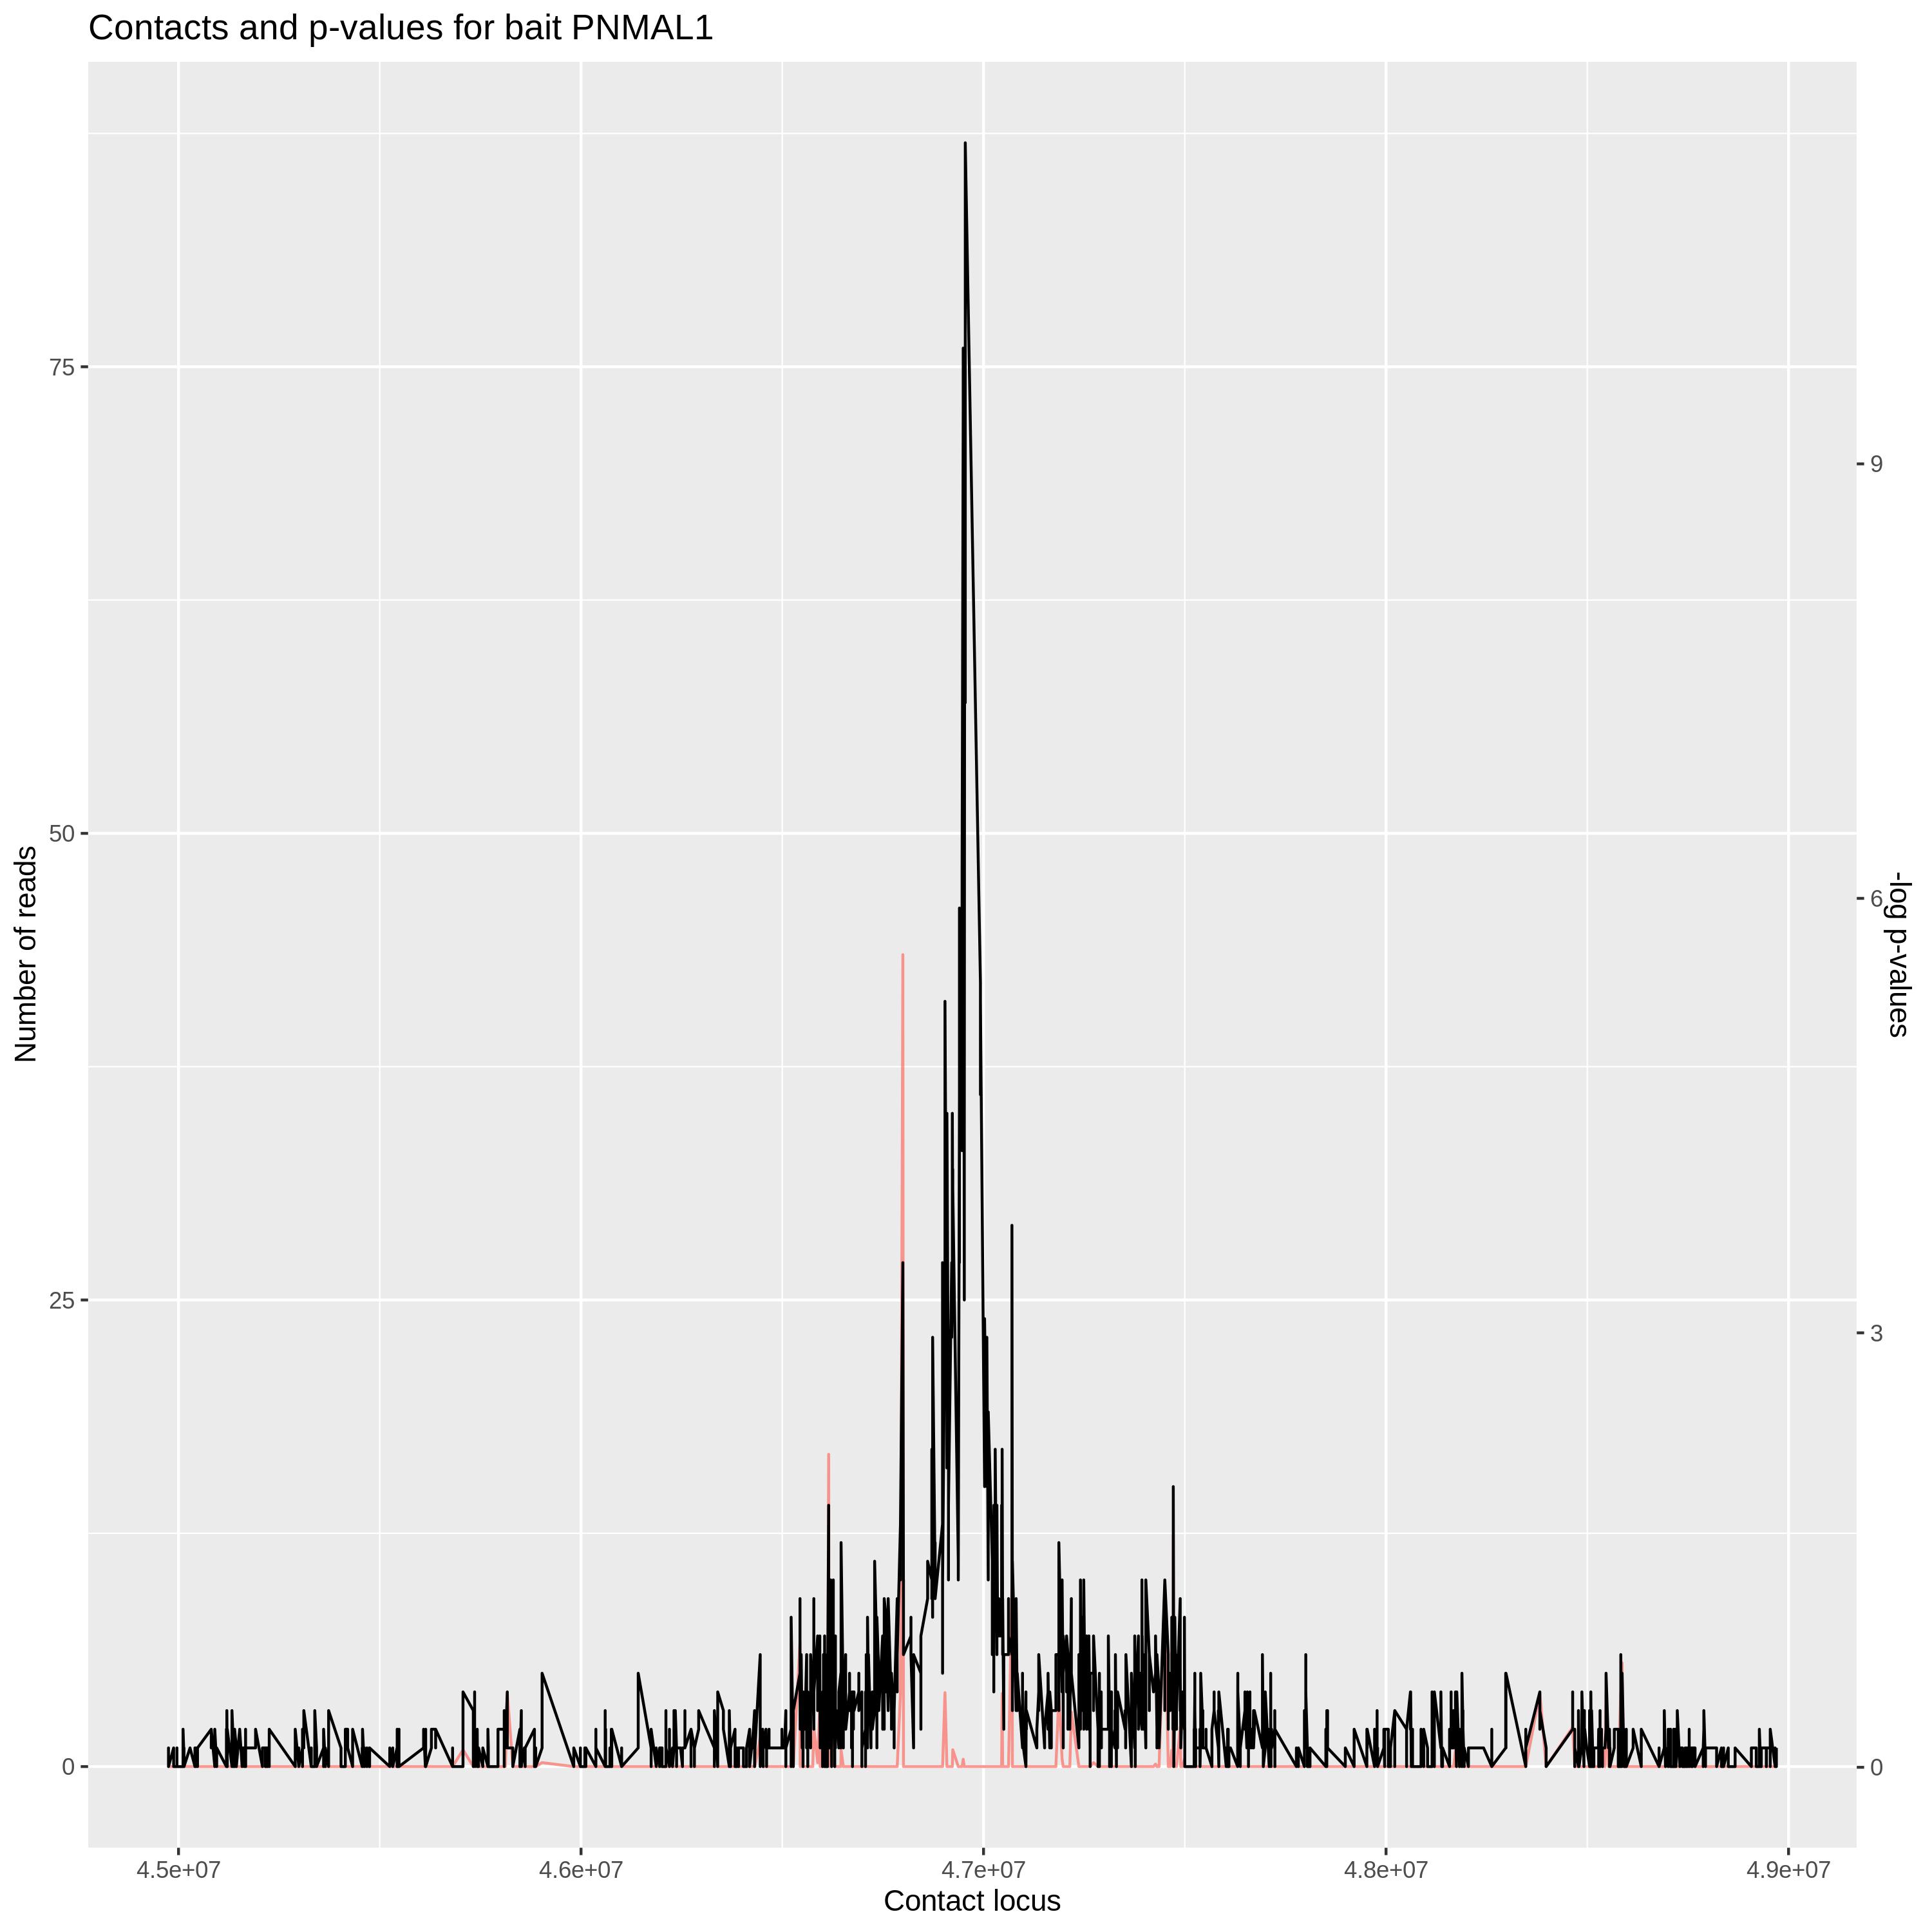 Contacts and p-values for bait PNMAL1
75
50
25
0
Number of reads
9
6
3
0
-log p-values
4.5e+07 4.6e+07 4.7e+07 4.8e+07 4.9e+07
Contact locus